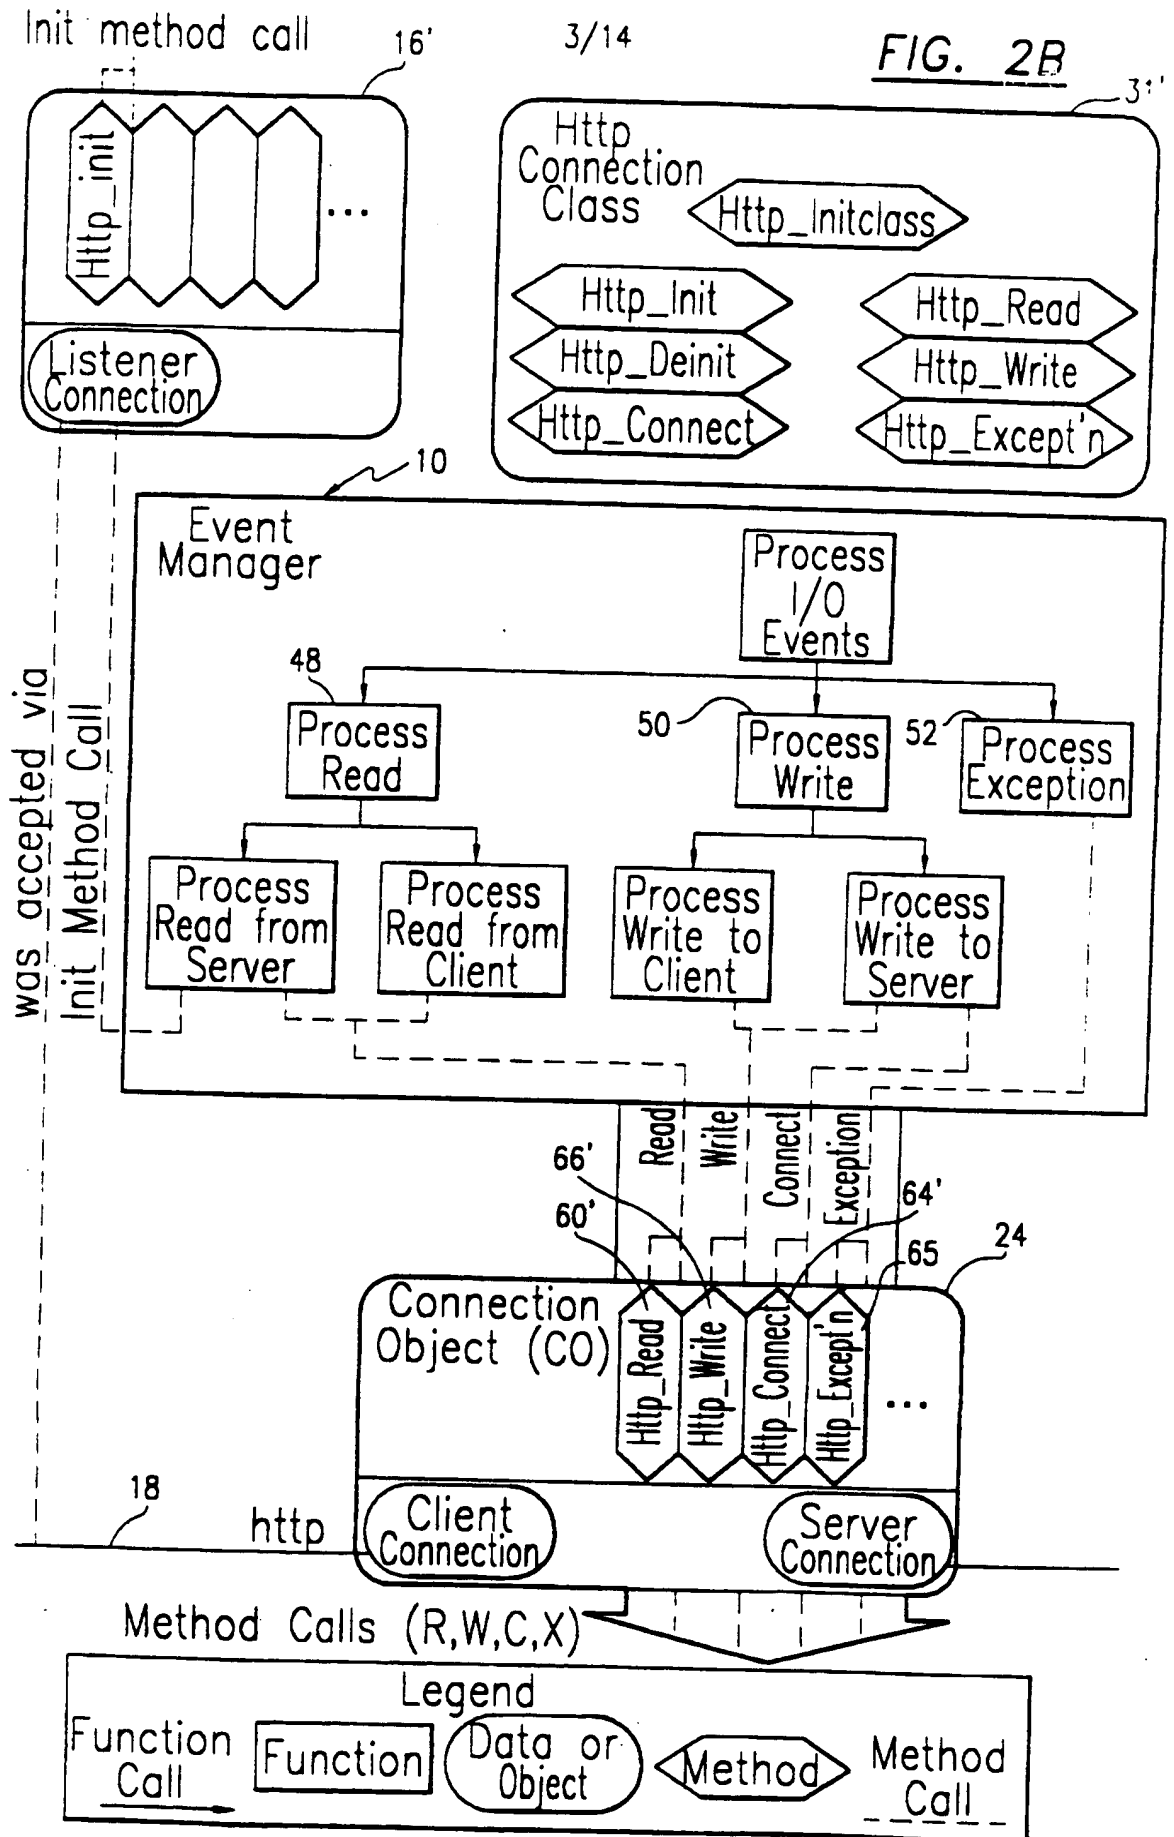 Init method call
16'
3/14
FIG. 2B
31'
Http_init
...
Listener
Connection
Http
Connection
Class
Http_Initclass
Http_Init
Http_Deinit
Http_Connect
Http_Read
Http_Write
Http_Except'n
10
Event
Manager
Process
I/O
Events
48
Process
Read
50
Process
Write
52
Process
Exception
Process
Read from
Server
Process
Read from
Client
Process
Write to
Client
Process
Write to
Server
was accepted via
Init Method Call
Read
Write
Connect
Exception
66'
60'
64'
65
24
Connection
Object (CO)
Http_Read
Http_Write
Http_Connect
Http_Except'n
...
18
http
Client
Connection
Server
Connection
Method Calls (R,W,C,X)
Legend
Function
Call
Function
Data or
Object
Method
Method
Call